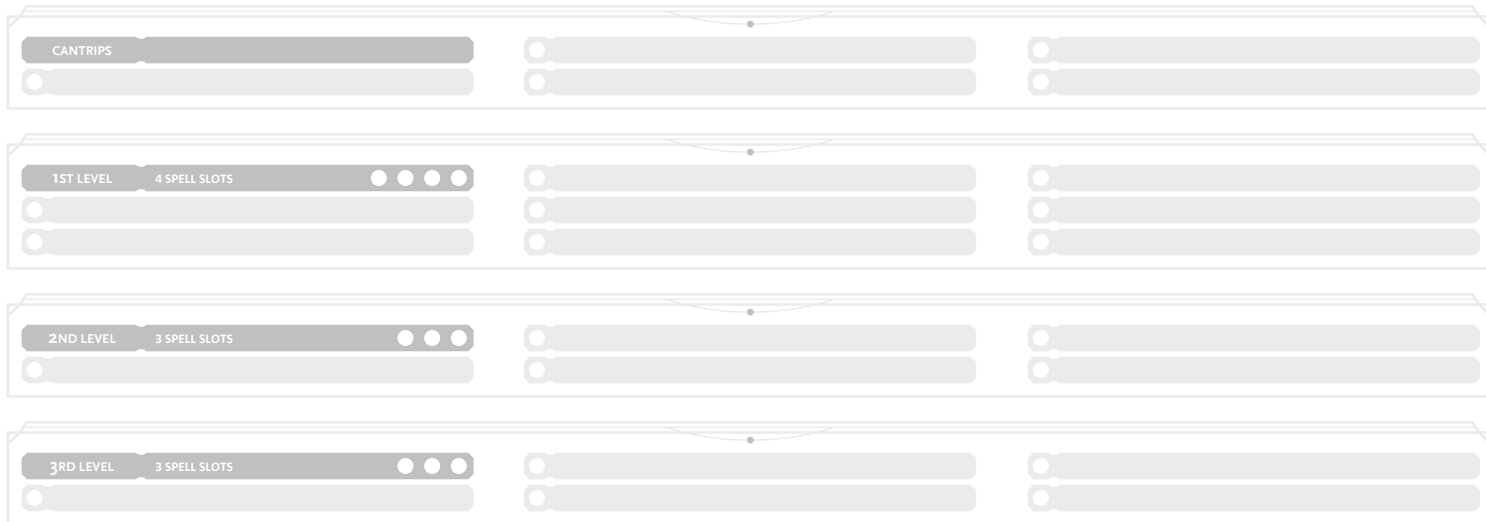 CANTRIPS
1ST LEVEL 4 SPELL SLOTS
2ND LEVEL 3 SPELL SLOTS
3RD LEVEL 3 SPELL SLOTS